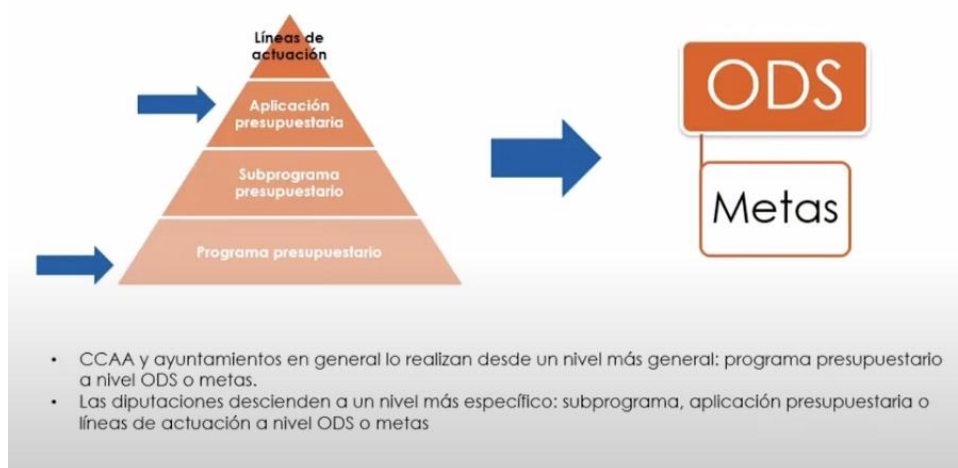 Líneas de
actuación
Aplicación
presupuestaria
Subprograma
presupuestario
Programa presupuestario
ODS
Metas
• CCAA y ayuntamientos en general lo realizan desde un nivel más general: programa presupuestario
a nivel ODS o metas.
• Las diputaciones descienden a un nivel más específico: subprograma, aplicación presupuestaria o
líneas de actuación a nivel ODS o metas